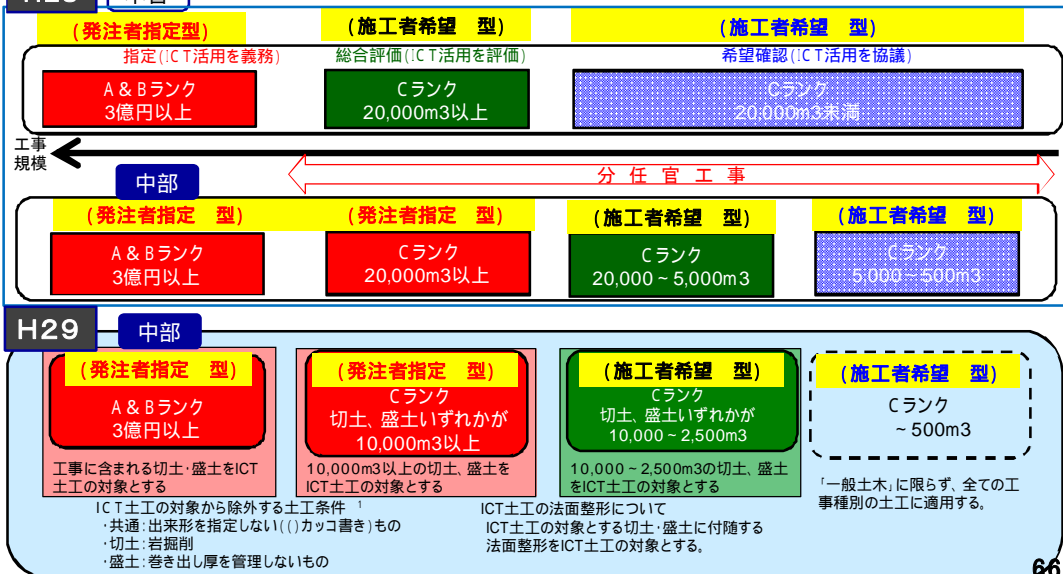 (発注者指定型)
(施工者希望 型)
(施工者希望 型)
指定(ICT活用を義務)
総合評価(ICT活用を評価)
希望確認(ICT活用を協議)
A&Bランク
3億円以上
Cランク
20,000m3以上
Cランク
20,000m3未満
工事
規模
分任官工事
中部
(発注者指定 型)
(発注者指定 型)
(施工者希望 型)
(施工者希望 型)
A&Bランク
3億円以上
Cランク
20,000m3以上
Cランク
20,000~5,000m3
Cランク
5,000~500m3
H29
中部
(発注者指定 型)
A&Bランク
3億円以上
工事に含まれる切土・盛土をICT
土工の対象とする
(発注者指定 型)
Cランク
切土、盛土いずれかが
10,000m3以上
10,000m3以上の切土、盛土を
ICT土工の対象とする
(施工者希望 型)
Cランク
切土、盛土いずれかが
10,000~2,500m3
10,000~2,500m3の切土、盛土
をICT土工の対象とする
(施工者希望 型)
Cランク
~500m3
「一般土木」に限らず、全ての工
事種別の土工に適用する。
ICT土工の対象から除外する土工条件 1
・共通:出来形を指定しない(()カッコ書き)もの
・切土:岩掘削
・盛土:巻き出し厚を管理しないもの
ICT土工の法面整形について
ICT土工の対象とする切土・盛土に付随する
法面整形をICT土工の対象とする。
66